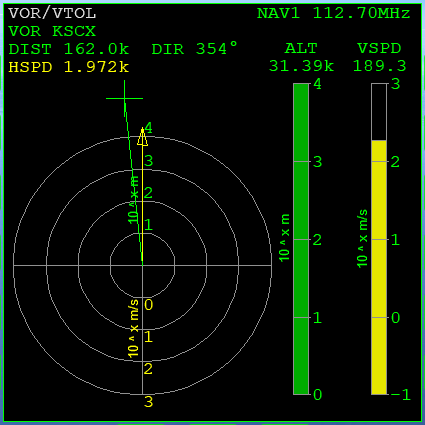 VOR/VTOL NAV1 112.70MHz
VOR KSCX
DIST 162.0k DIR 354° ALT VSPD
HSPD 1.972k 31.39k 189.3
4
3
2
1
10^ x m
0
1
2
3
10^ x m/s
4
3
2
1
0
10^ x m
3
2
1
0
-1
10^ x m/s